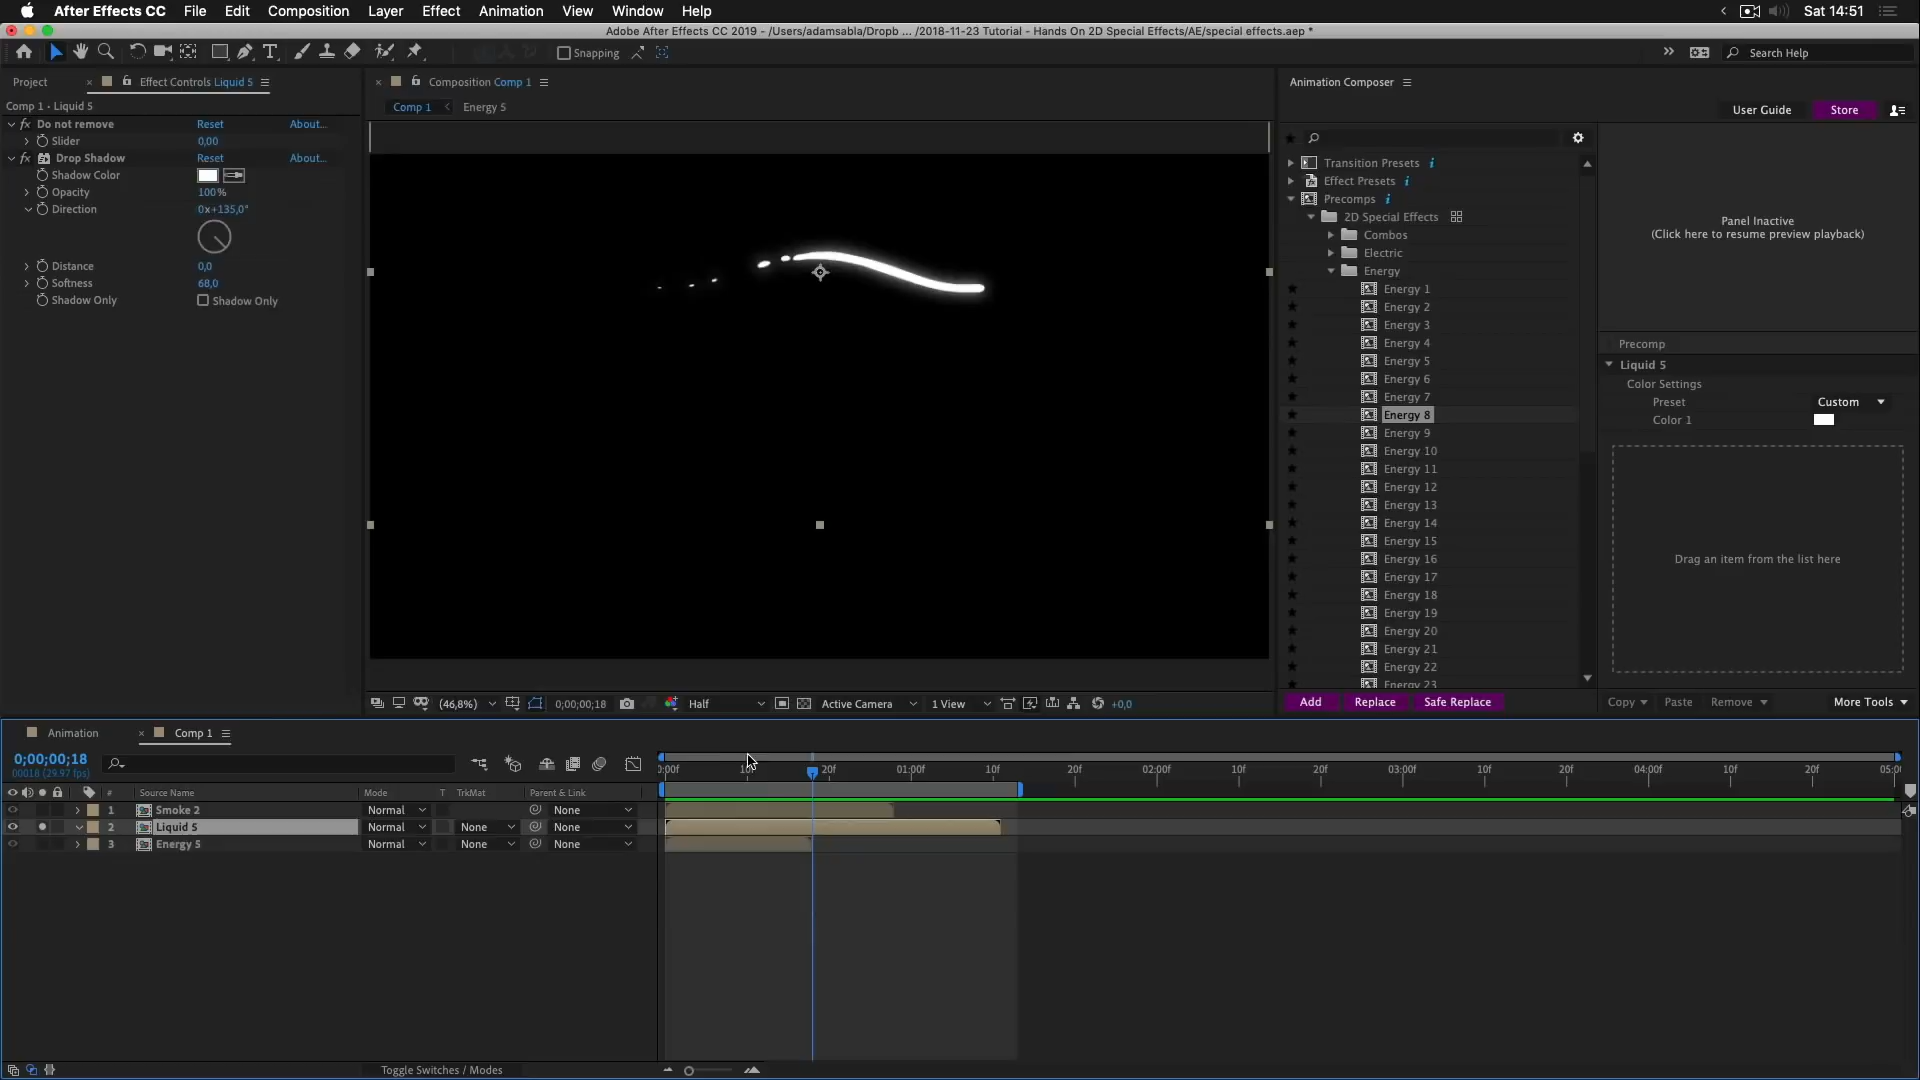 After Effects CC File Edit Composition Layer Effect Animation View Window Help Sat 14:51
Adobe After Effects CC 2019 - /Users/adamsabla/Dropb ... /2018-11-23 Tutorial - Hands On 2D Special Effects/AE/special effects.aep *
Snapping Search Help
Project Effect Controls Liquid 5
Comp 1 · Liquid 5
Do not remove Reset About...
Slider 0,00
Drop Shadow Reset About...
Shadow Color
Opacity 100%
Direction 0x+135,0°
Distance 0,0
Softness 68,0
Shadow Only Shadow Only
Composition Comp 1
Comp 1 Energy 5
(46,8%) 0;00;00;18 Half Active Camera 1 View +0,0
Animation Composer
User Guide Store
Transition Presets i
Effect Presets i
Precomps i
2D Special Effects
Combos
Electric
Energy
Energy 1
Energy 2
Energy 3
Energy 4
Energy 5
Energy 6
Energy 7
Energy 8
Energy 9
Energy 10
Energy 11
Energy 12
Energy 13
Energy 14
Energy 15
Energy 16
Energy 17
Energy 18
Energy 19
Energy 20
Energy 21
Energy 22
Energy 23
Panel Inactive
(Click here to resume preview playback)
Precomp
Liquid 5
Color Settings
Preset Custom
Color 1
Drag an item from the list here
Add Replace Safe Replace Copy Paste Remove More Tools
Animation Comp 1
0;00;00;18
00018 (29.97 fps)
:00f 10f 20f 01:00f 10f 20f 02:00f 10f 20f 03:00f 10f 20f 04:00f 10f 20f 05:0
# Source Name Mode T TrkMat Parent & Link
1 Smoke 2 Normal None
2 Liquid 5 Normal None None
3 Energy 5 Normal None None
Toggle Switches / Modes